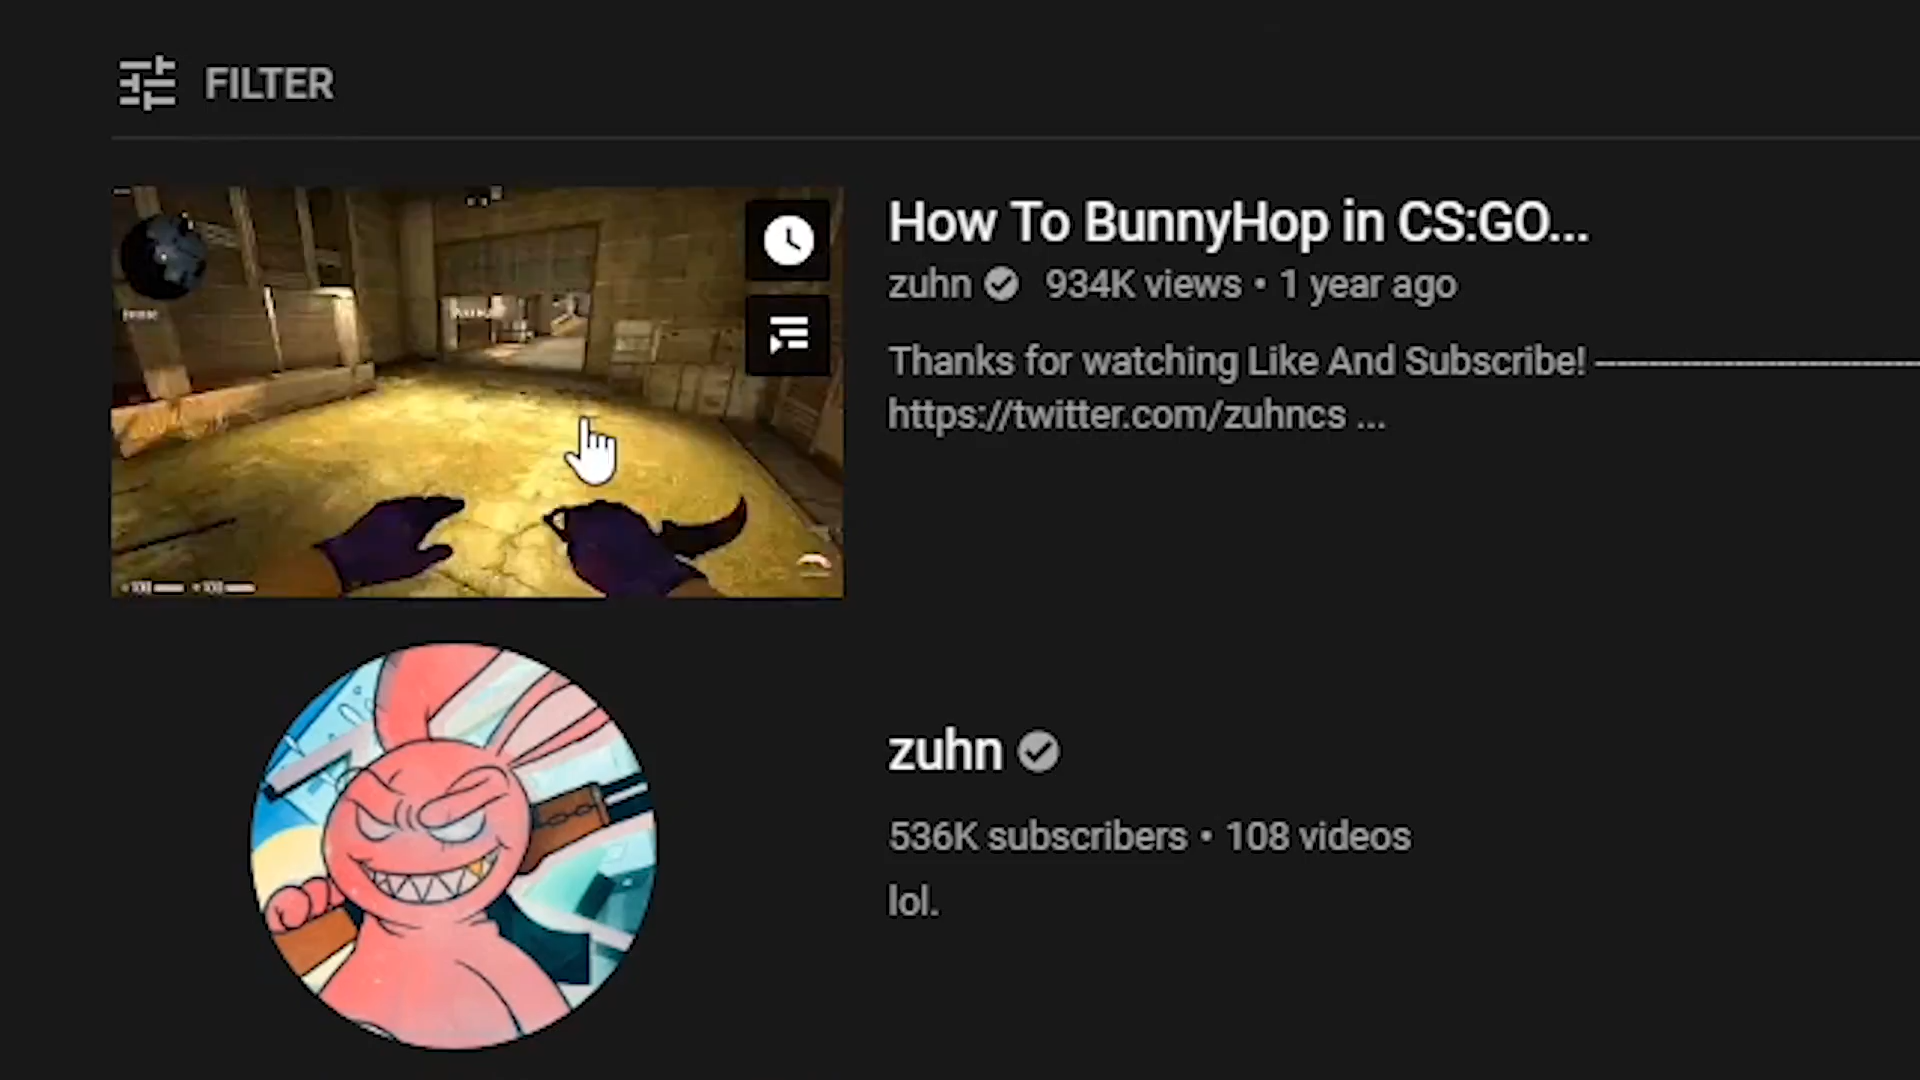 FILTER
How To BunnyHop in CS:GO...
zuhn 934K views • 1 year ago
Thanks for watching Like And Subscribe! ----------------------------
https://twitter.com/zuhncs ...
zuhn
536K subscribers • 108 videos
lol.